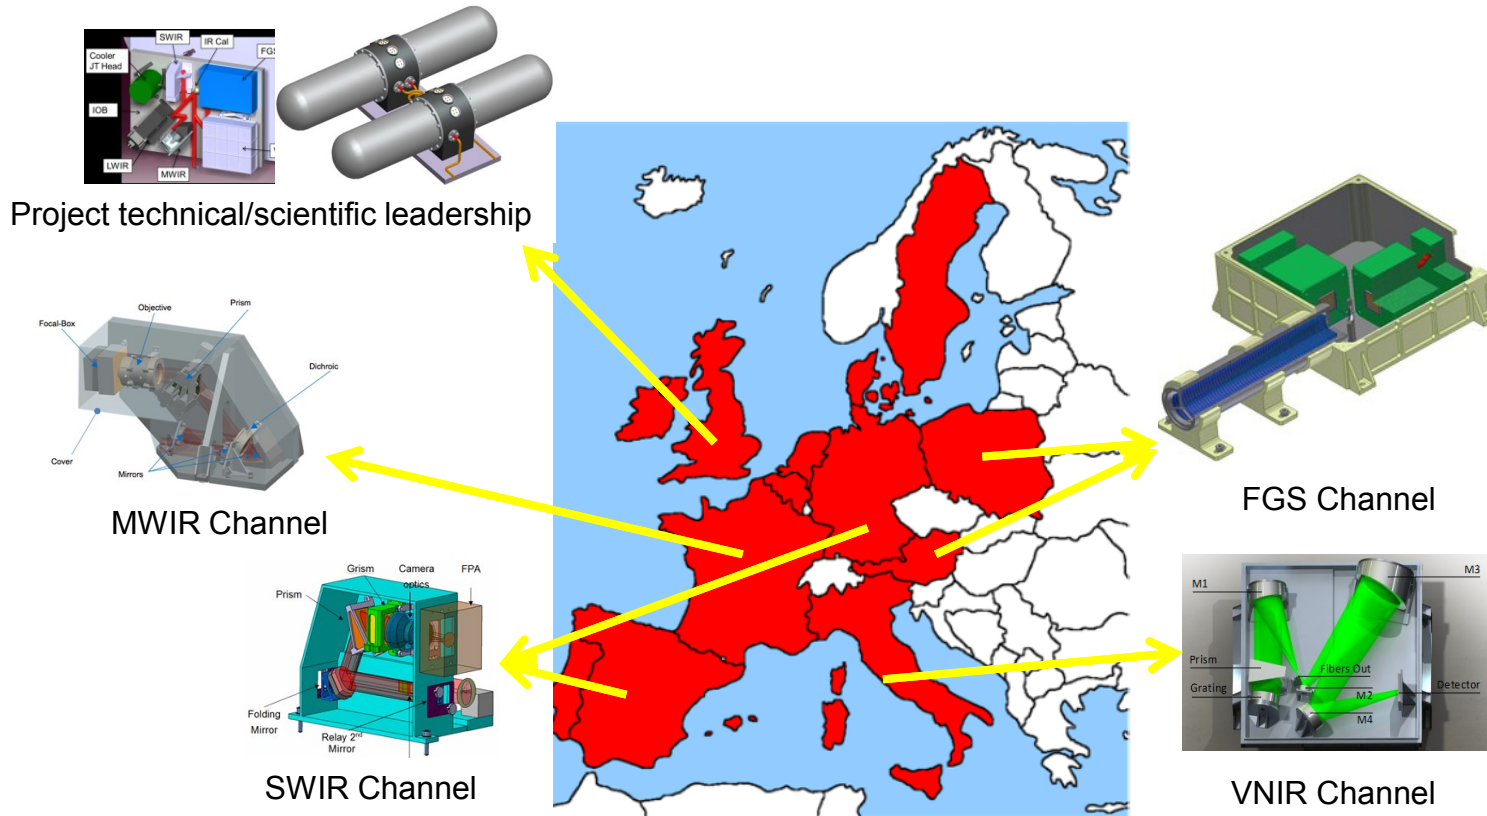 SWIR
IR Cal
Cooler
JT Head
IOB
LWIR
MWIR
Project technical/scientific leadership
Objective
Prism
Focal-Box
Dichroic
Cover
Mirrors
MWIR Channel
Grism
Camera
optics
FPA
Prism
Folding
Mirror
Relay 2nd
Mirror
SWIR Channel
FGS Channel
M1
M3
Prism
Fibers Out
Grating
M2
Detector
M4
VNIR Channel